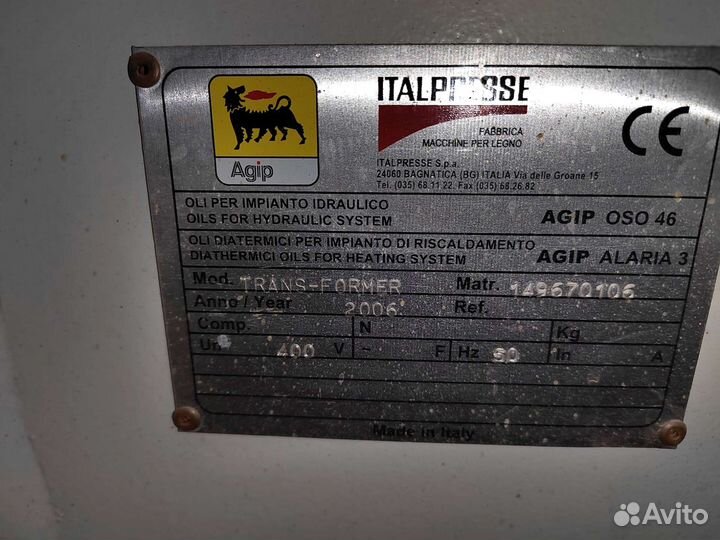 ITALPRESSE
FABBRICA
MACCHINE PER LEGNO
CE
Agip
ITALPRESSE S.p.a.
24060 BAGNATICA (BG) ITALIA Via delle Groane 15
Tel. (035) 68.11.22. Fax (035) 68.26.82
OLI PER IMPIANTO IDRAULICO
OILS FOR HYDRAULIC SYSTEM AGIP OSO 46
OLI DIATERMICI PER IMPIANTO DI RISCALDAMENTO
DIATHERMIC OILS FOR HEATING SYSTEM AGIP ALARIA 3
Mod. TRANS-FORMER Matr. 149670106
Anno / Year 2006 Ref.
Comp. N Kg
Un 400 V ~ F Hz 50 In A
Made in Italy
Avito